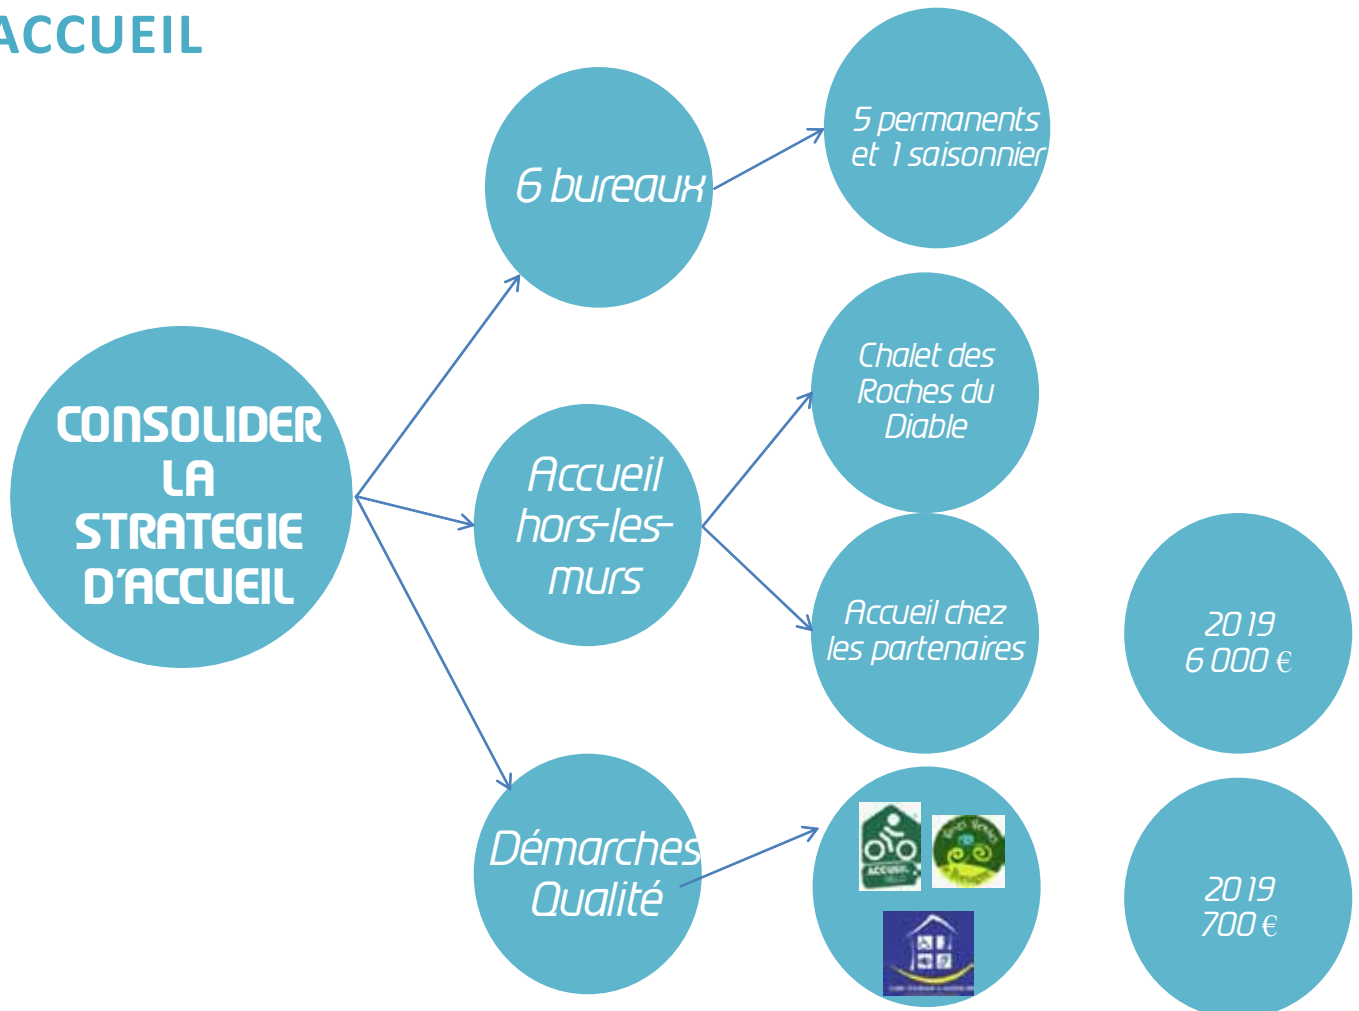 ACCUEIL
6 bureaux
5 permanents
et 1 saisonnier
CONSOLIDER
LA
STRATEGIE
D'ACCUEIL
Accueil
hors-les-
murs
Chalet des
Roches du
Diable
Accueil chez
les partenaires
2019
6 000 €
Démarches
Qualité
ACCUEIL
2019
700 €